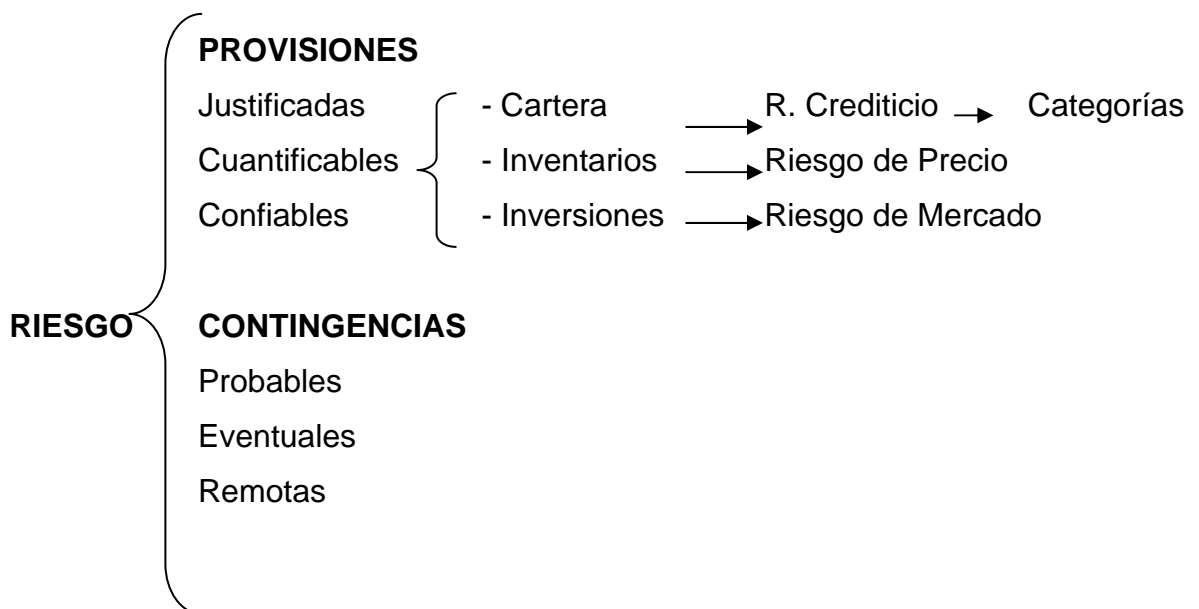 PROVISIONES
Justificadas - Cartera R. Crediticio Categorías
Cuantificables - Inventarios Riesgo de Precio
Confiables - Inversiones Riesgo de Mercado
RIESGO CONTINGENCIAS
Probables
Eventuales
Remotas